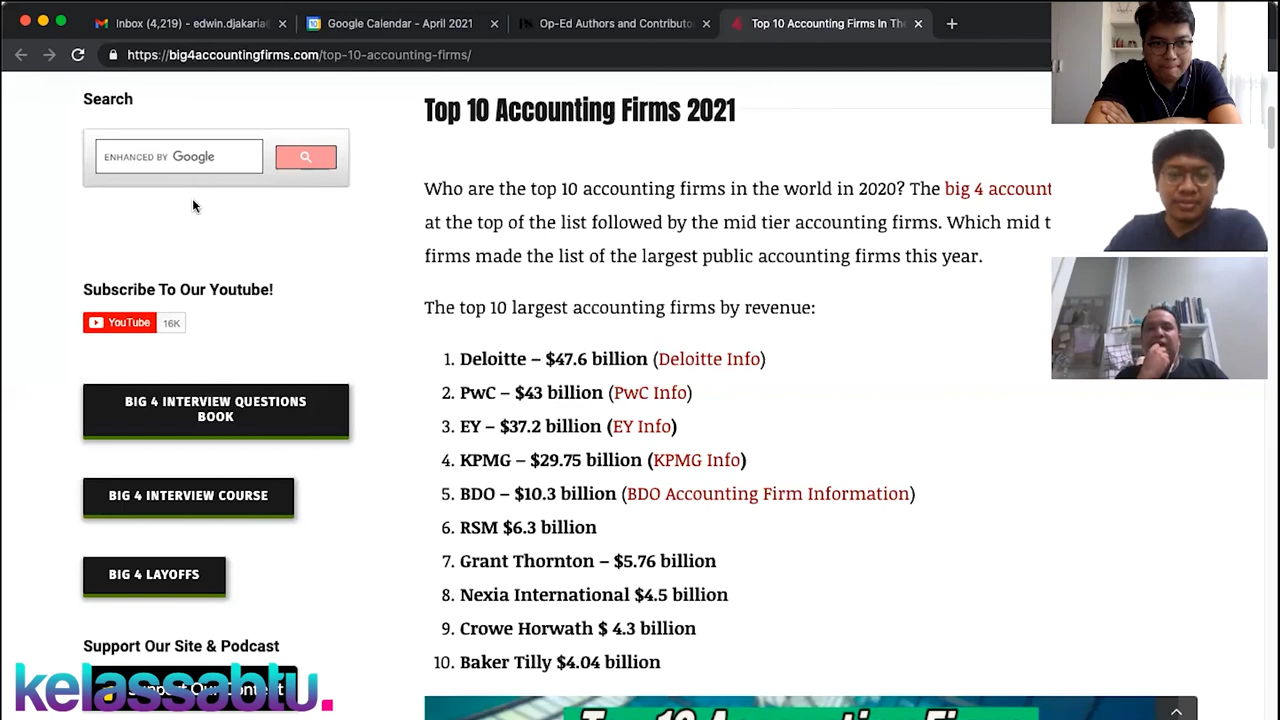 Inbox (4,219) - edwin.djakaria@
Google Calendar - April 2021
Op-Ed Authors and Contributo
Top 10 Accounting Firms In The
https://big4accountingfirms.com/top-10-accounting-firms/
Search
ENHANCED BY Google
Subscribe To Our Youtube!
YouTube 16K
BIG 4 INTERVIEW QUESTIONS
BOOK
BIG 4 INTERVIEW COURSE
BIG 4 LAYOFFS
Support Our Site & Podcast
kelassabtu.
Top 10 Accounting Firms 2021
Who are the top 10 accounting firms in the world in 2020? The big 4 account
at the top of the list followed by the mid tier accounting firms. Which mid t
firms made the list of the largest public accounting firms this year.
The top 10 largest accounting firms by revenue:
1. Deloitte – $47.6 billion (Deloitte Info)
2. PwC – $43 billion (PwC Info)
3. EY – $37.2 billion (EY Info)
4. KPMG – $29.75 billion (KPMG Info)
5. BDO – $10.3 billion (BDO Accounting Firm Information)
6. RSM $6.3 billion
7. Grant Thornton – $5.76 billion
8. Nexia International $4.5 billion
9. Crowe Horwath $ 4.3 billion
10. Baker Tilly $4.04 billion
Top 10 Accounting Firms